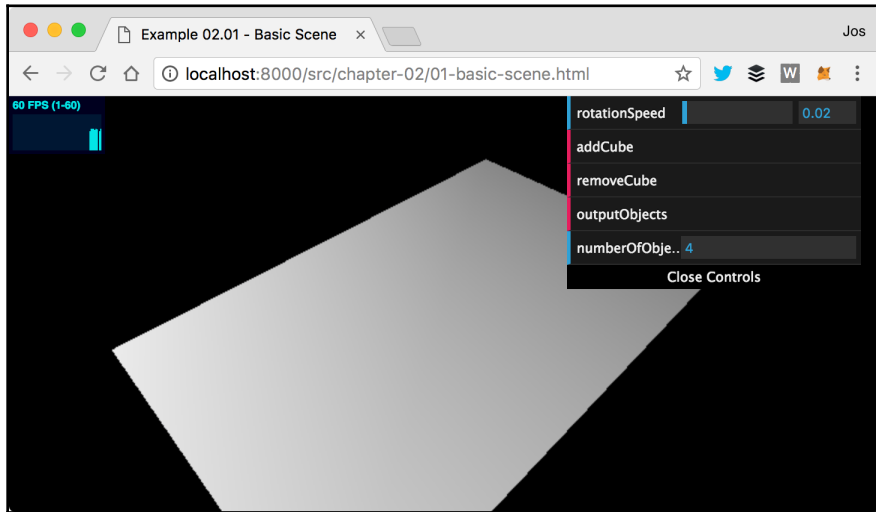 Example 02.01 - Basic Scene
Jos
localhost:8000/src/chapter-02/01-basic-scene.html
W
60 FPS (1-60)
rotationSpeed 0.02
addCube
removeCube
outputObjects
numberOfObje.. 4
Close Controls